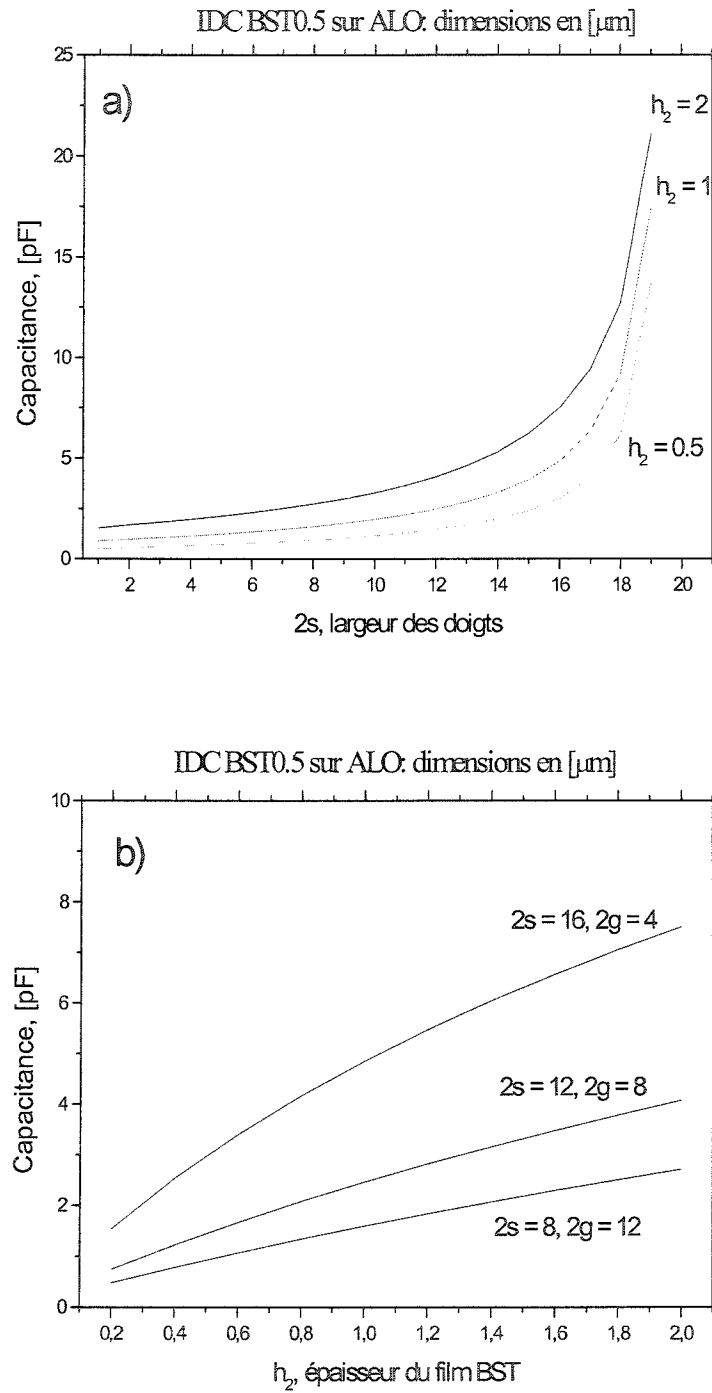 IDC BST0.5 sur ALO: dimensions en [µm]
a)
25
20
15
10
5
0
Capacitance, [pF]
h₂ = 2
h₂ = 1
h₂ = 0.5
2 4 6 8 10 12 14 16 18 20
2s, largeur des doigts
IDC BST0.5 sur ALO: dimensions en [µm]
b)
10
8
6
4
2
0
Capacitance, [pF]
2s = 16, 2g = 4
2s = 12, 2g = 8
2s = 8, 2g = 12
0,2 0,4 0,6 0,8 1,0 1,2 1,4 1,6 1,8 2,0
h₂, épaisseur du film BST